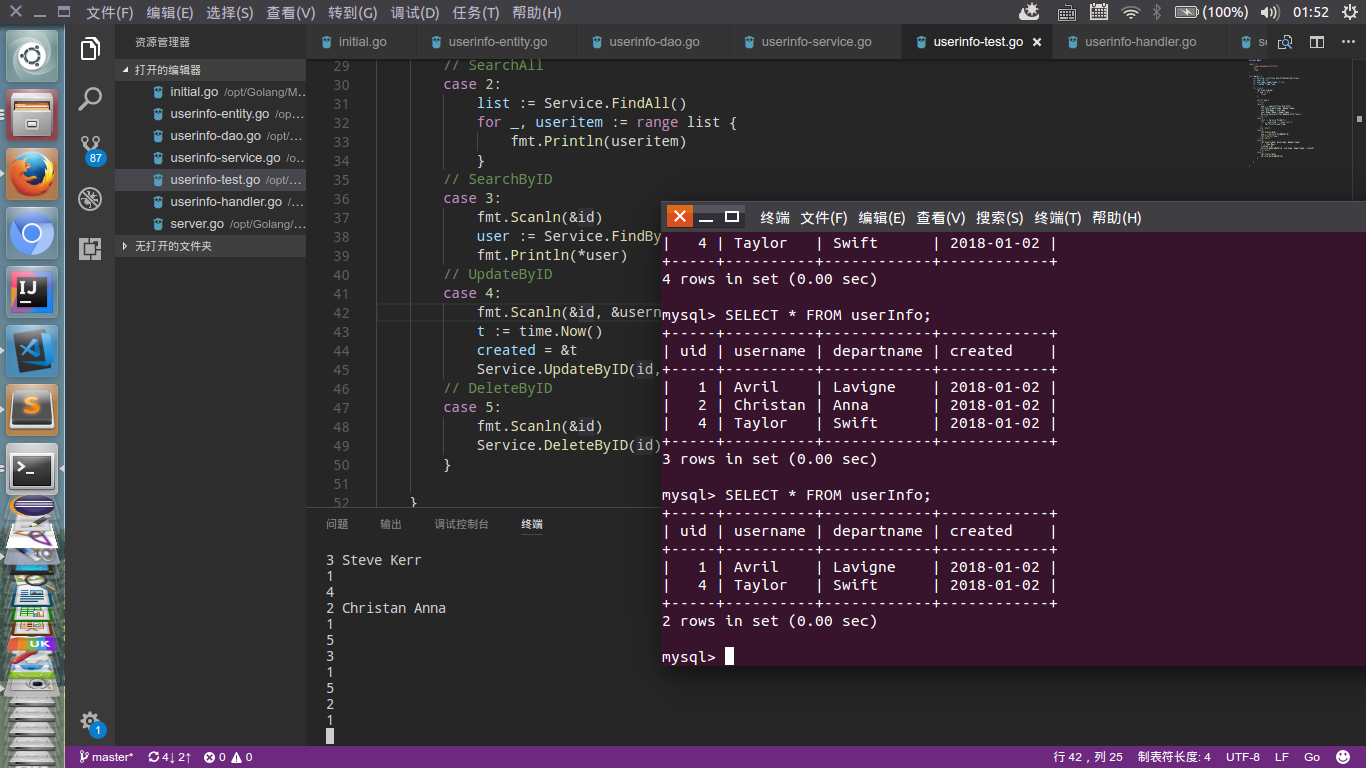 文件(F) 编辑(E) 选择(S) 查看(V) 转到(G) 调试(D) 任务(T) 帮助(H) (100%) 01:52
资源管理器
打开的编辑器
initial.go /opt/Golang/M...
userinfo-entity.go /op...
userinfo-dao.go /opt/...
userinfo-service.go /o...
userinfo-test.go /opt/...
userinfo-handler.go /...
server.go /opt/Golang/...
无打开的文件夹
87
1
initial.go userinfo-entity.go userinfo-dao.go userinfo-service.go userinfo-test.go × userinfo-handler.go
29 // SearchAll
30 case 2:
31 list := Service.FindAll()
32 for _, useritem := range list {
33 fmt.Println(useritem)
34 }
35 // SearchByID
36 case 3:
37 fmt.Scanln(&id)
38 user := Service.FindBy
39 fmt.Println(*user)
40 // UpdateByID
41 case 4:
42 fmt.Scanln(&id, &usern
43 t := time.Now()
44 created = &t
45 Service.UpdateByID(id,
46 // DeleteByID
47 case 5:
48 fmt.Scanln(&id)
49 Service.DeleteByID(id)
50 }
51
52 }
问题 输出 调试控制台 终端
3 Steve Kerr
1
4
2 Christan Anna
1
5
3
1
5
2
1
终端 文件(F) 编辑(E) 查看(V) 搜索(S) 终端(T) 帮助(H)
|   4 | Taylor   | Swift      | 2018-01-02 |
+-----+----------+------------+------------+
4 rows in set (0.00 sec)
mysql> SELECT * FROM userInfo;
+-----+----------+------------+------------+
| uid | username | departname | created    |
+-----+----------+------------+------------+
|   1 | Avril    | Lavigne    | 2018-01-02 |
|   2 | Christan | Anna       | 2018-01-02 |
|   4 | Taylor   | Swift      | 2018-01-02 |
+-----+----------+------------+------------+
3 rows in set (0.00 sec)
mysql> SELECT * FROM userInfo;
+-----+----------+------------+------------+
| uid | username | departname | created    |
+-----+----------+------------+------------+
|   1 | Avril    | Lavigne    | 2018-01-02 |
|   4 | Taylor   | Swift      | 2018-01-02 |
+-----+----------+------------+------------+
2 rows in set (0.00 sec)
mysql>
master* 4↓ 2↑ 0 0 行 42，列 25 制表符长度: 4 UTF-8 LF Go